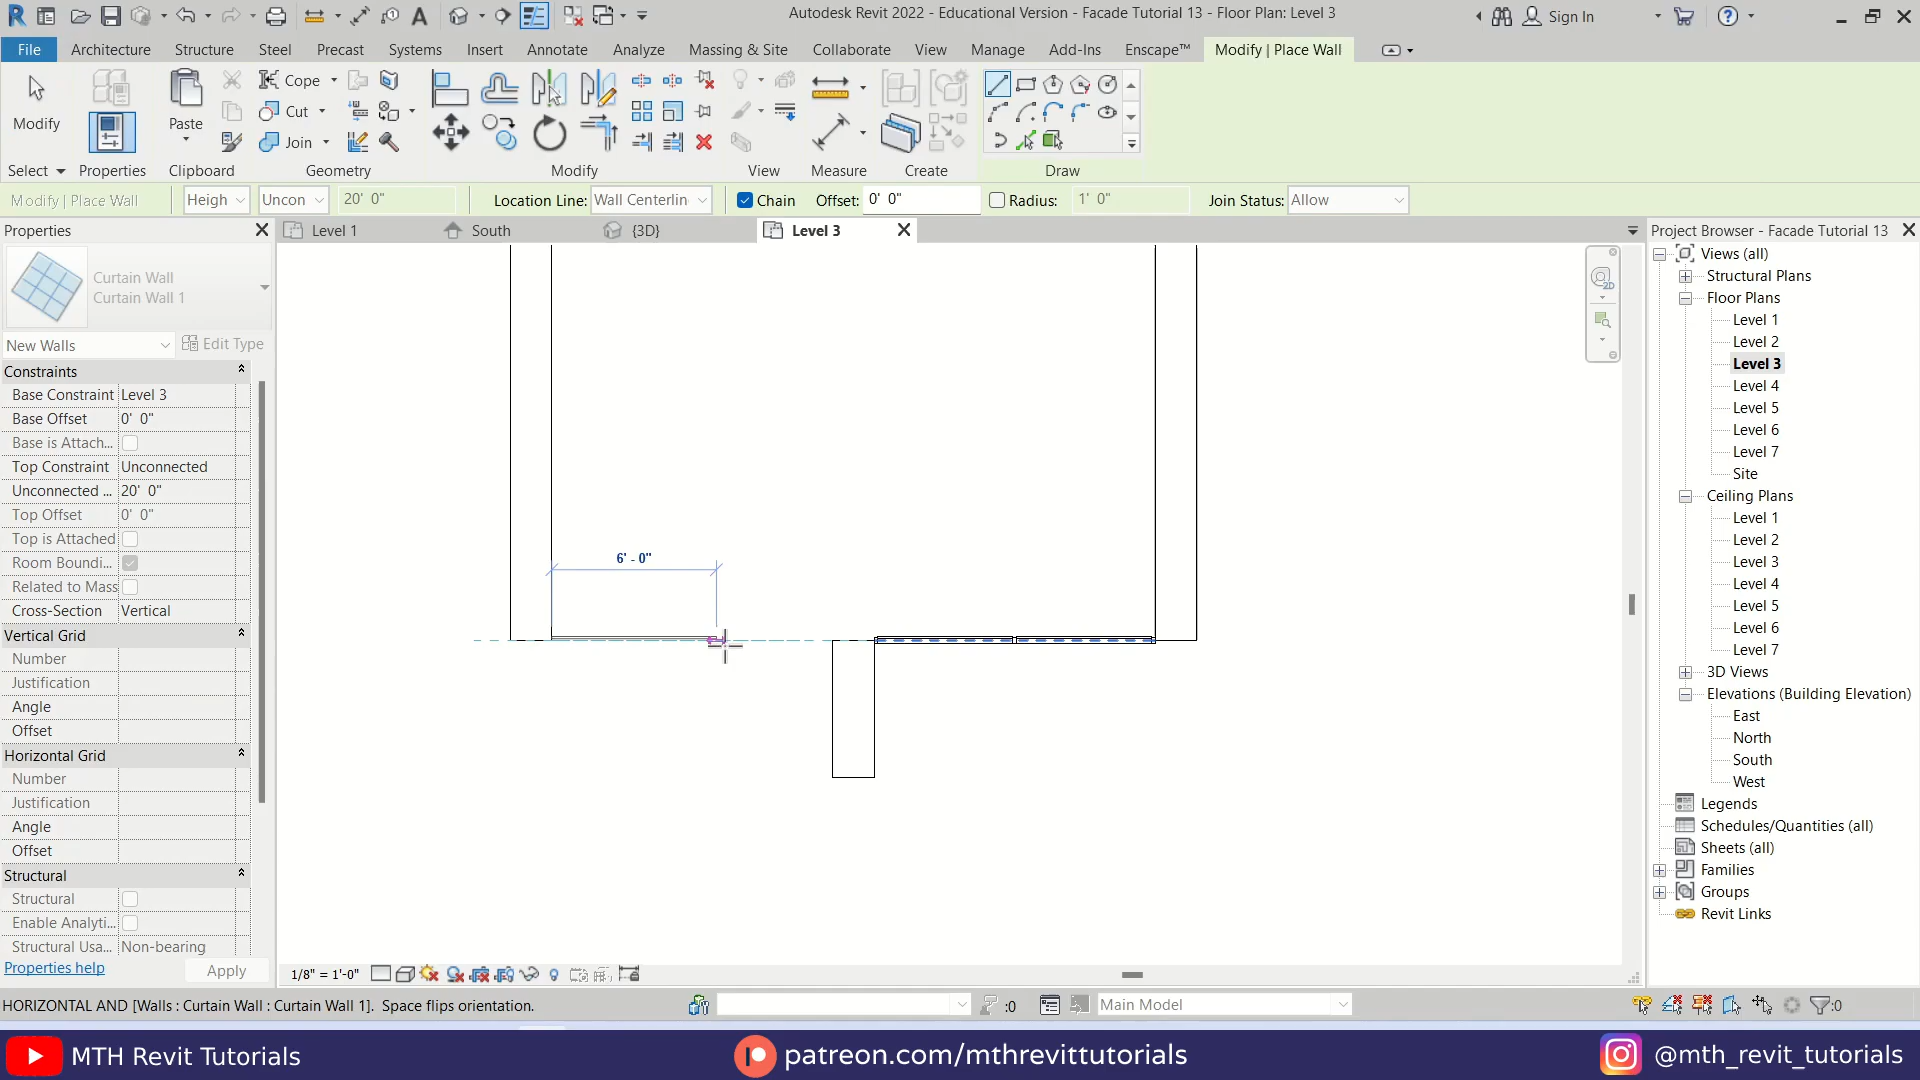 Autodesk Revit 2022 - Educational Version - Facade Tutorial 13 - Floor Plan: Level 3
Sign In
File Architecture Structure Steel Precast Systems Insert Annotate Analyze Massing & Site Collaborate View Manage Add-Ins Enscape™ Modify | Place Wall
Modify
Paste
Cope
Cut
Join
Select Properties Clipboard Geometry Modify View Measure Create Draw
Modify | Place Wall Heigh Uncon 20' 0" Location Line: Wall Centerlin Chain Offset: 0' 0" Radius: 1' 0" Join Status: Allow
Properties
Level 1 South {3D} Level 3
Curtain Wall
Curtain Wall 1
New Walls Edit Type
Constraints
Base Constraint Level 3
Base Offset 0' 0"
Base is Attach...
Top Constraint Unconnected
Unconnected ... 20' 0"
Top Offset 0' 0"
Top is Attached
Room Boundi...
Related to Mass
Cross-Section Vertical
Vertical Grid
Number
Justification
Angle
Offset
Horizontal Grid
Number
Justification
Angle
Offset
Structural
Structural
Enable Analyti...
Structural Usa... Non-bearing
Properties help Apply
6' - 0"
1/8" = 1'-0"
Project Browser - Facade Tutorial 13
Views (all)
Structural Plans
Floor Plans
Level 1
Level 2
Level 3
Level 4
Level 5
Level 6
Level 7
Site
Ceiling Plans
Level 1
Level 2
Level 3
Level 4
Level 5
Level 6
Level 7
3D Views
Elevations (Building Elevation)
East
North
South
West
Legends
Schedules/Quantities (all)
Sheets (all)
Families
Groups
Revit Links
HORIZONTAL AND [Walls : Curtain Wall : Curtain Wall 1]. Space flips orientation.
:0 Main Model :0
MTH Revit Tutorials patreon.com/mthrevittutorials @mth_revit_tutorials